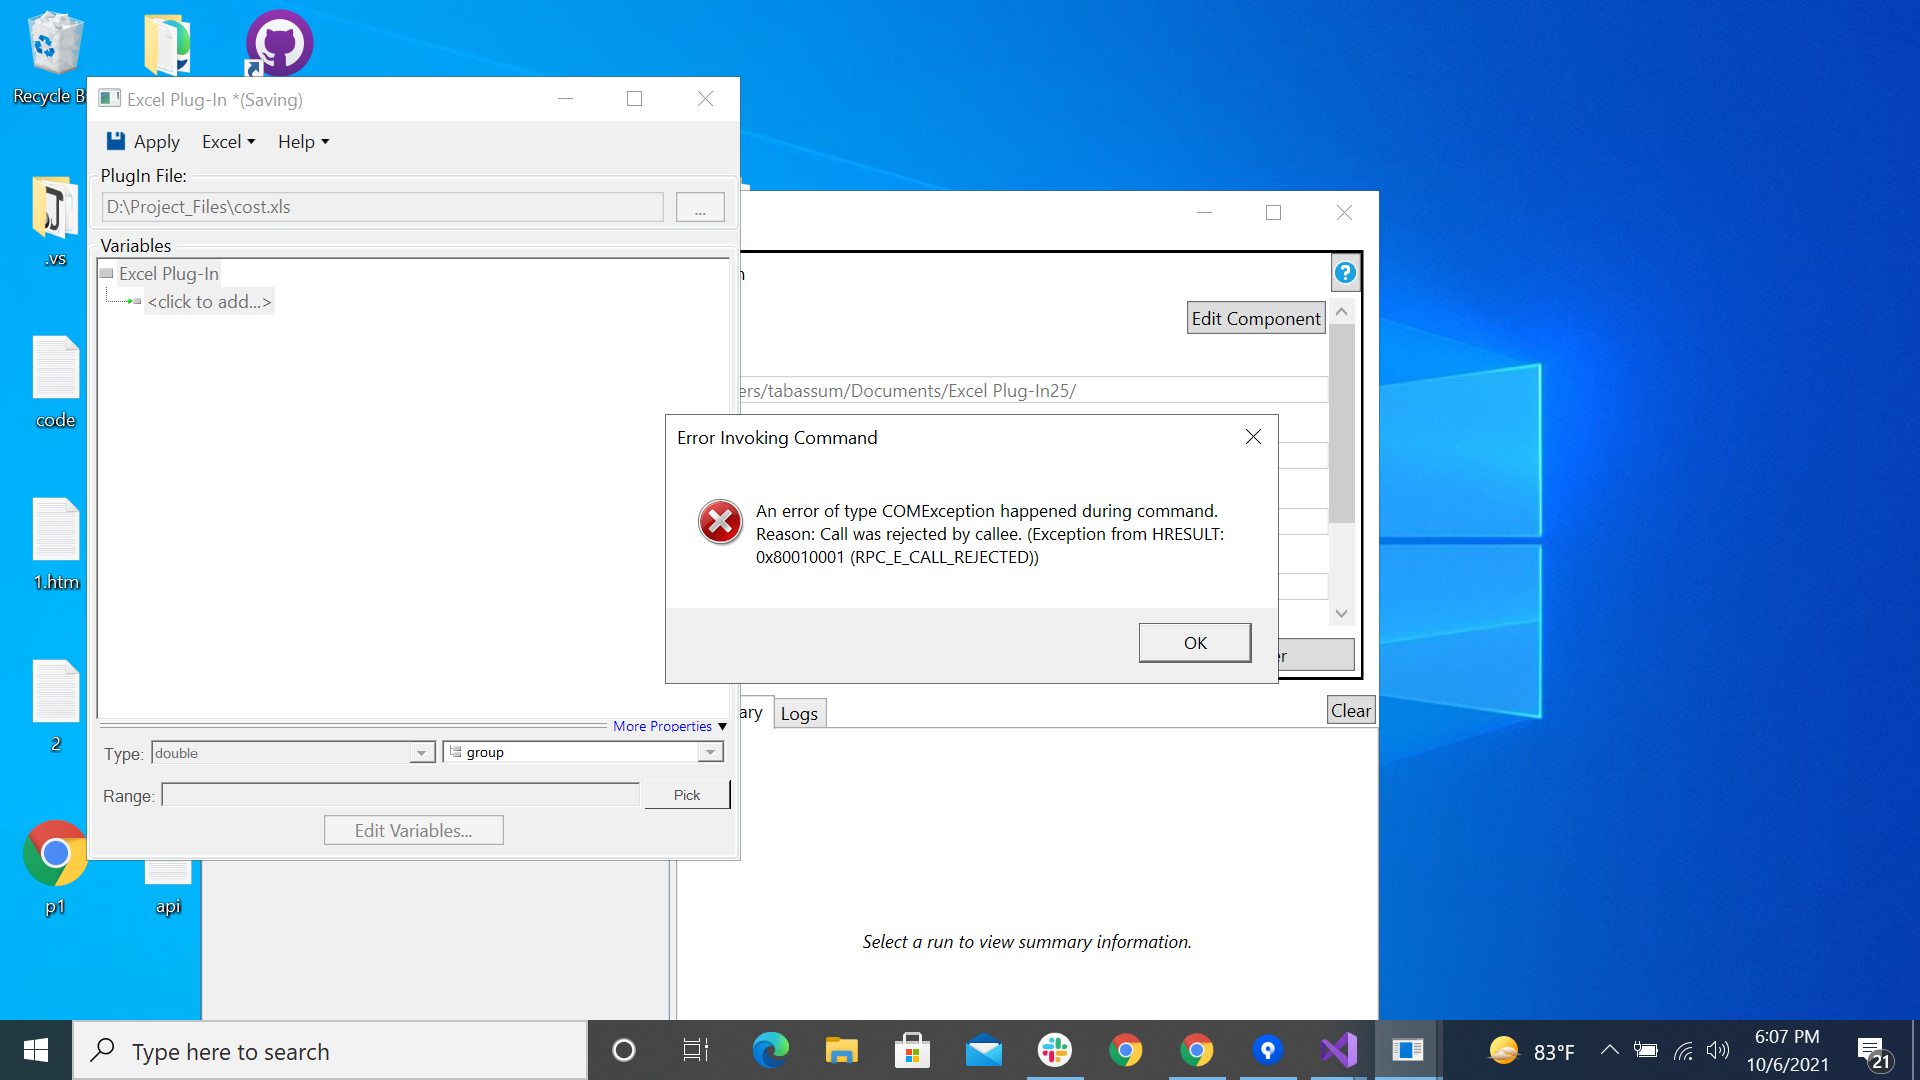 Recycle B
Excel Plug-In *(Saving)
Apply
Excel
Help
PlugIn File:
D:\Project_Files\cost.xls
...
Variables
Excel Plug-In
<click to add...>
.vs
code
1.htm
2
p1
api
Edit Component
ers/tabassum/Documents/Excel Plug-In25/
Error Invoking Command
An error of type COMException happened during command.
Reason: Call was rejected by callee. (Exception from HRESULT:
0x80010001 (RPC_E_CALL_REJECTED))
OK
er
ary
Logs
Clear
More Properties
Type:
double
group
Range:
Pick
Edit Variables...
Select a run to view summary information.
Type here to search
83°F
6:07 PM
10/6/2021
21